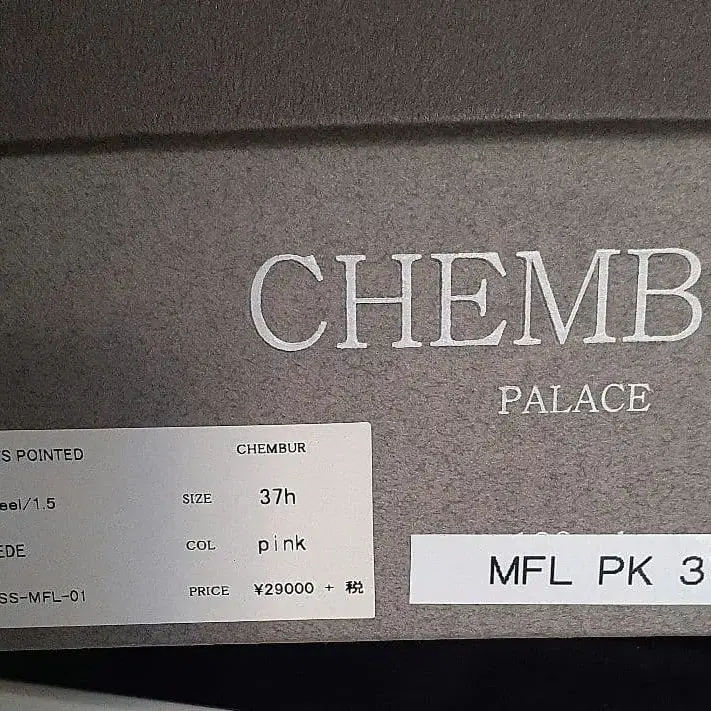 CHEMB
PALACE
S POINTED CHEMBUR
eel/1.5 SIZE 37h
EDE COL pink
SS-MFL-01 PRICE ¥29000 + 税
MFL PK 3